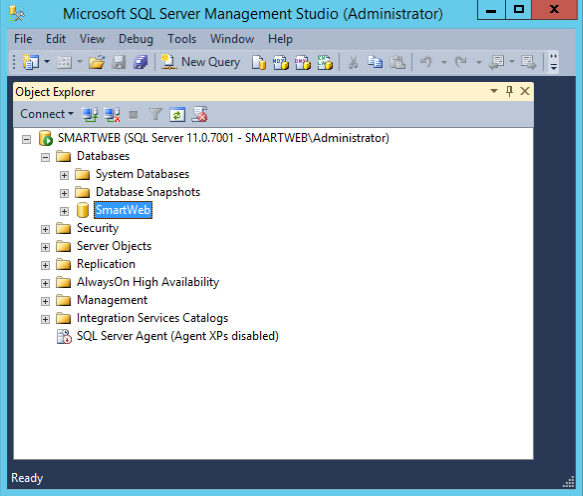 Microsoft SQL Server Management Studio (Administrator)
File Edit View Debug Tools Window Help
New Query
Object Explorer
Connect
SMARTWEB (SQL Server 11.0.7001 - SMARTWEB\Administrator)
Databases
System Databases
Database Snapshots
SmartWeb
Security
Server Objects
Replication
AlwaysOn High Availability
Management
Integration Services Catalogs
SQL Server Agent (Agent XPs disabled)
Ready